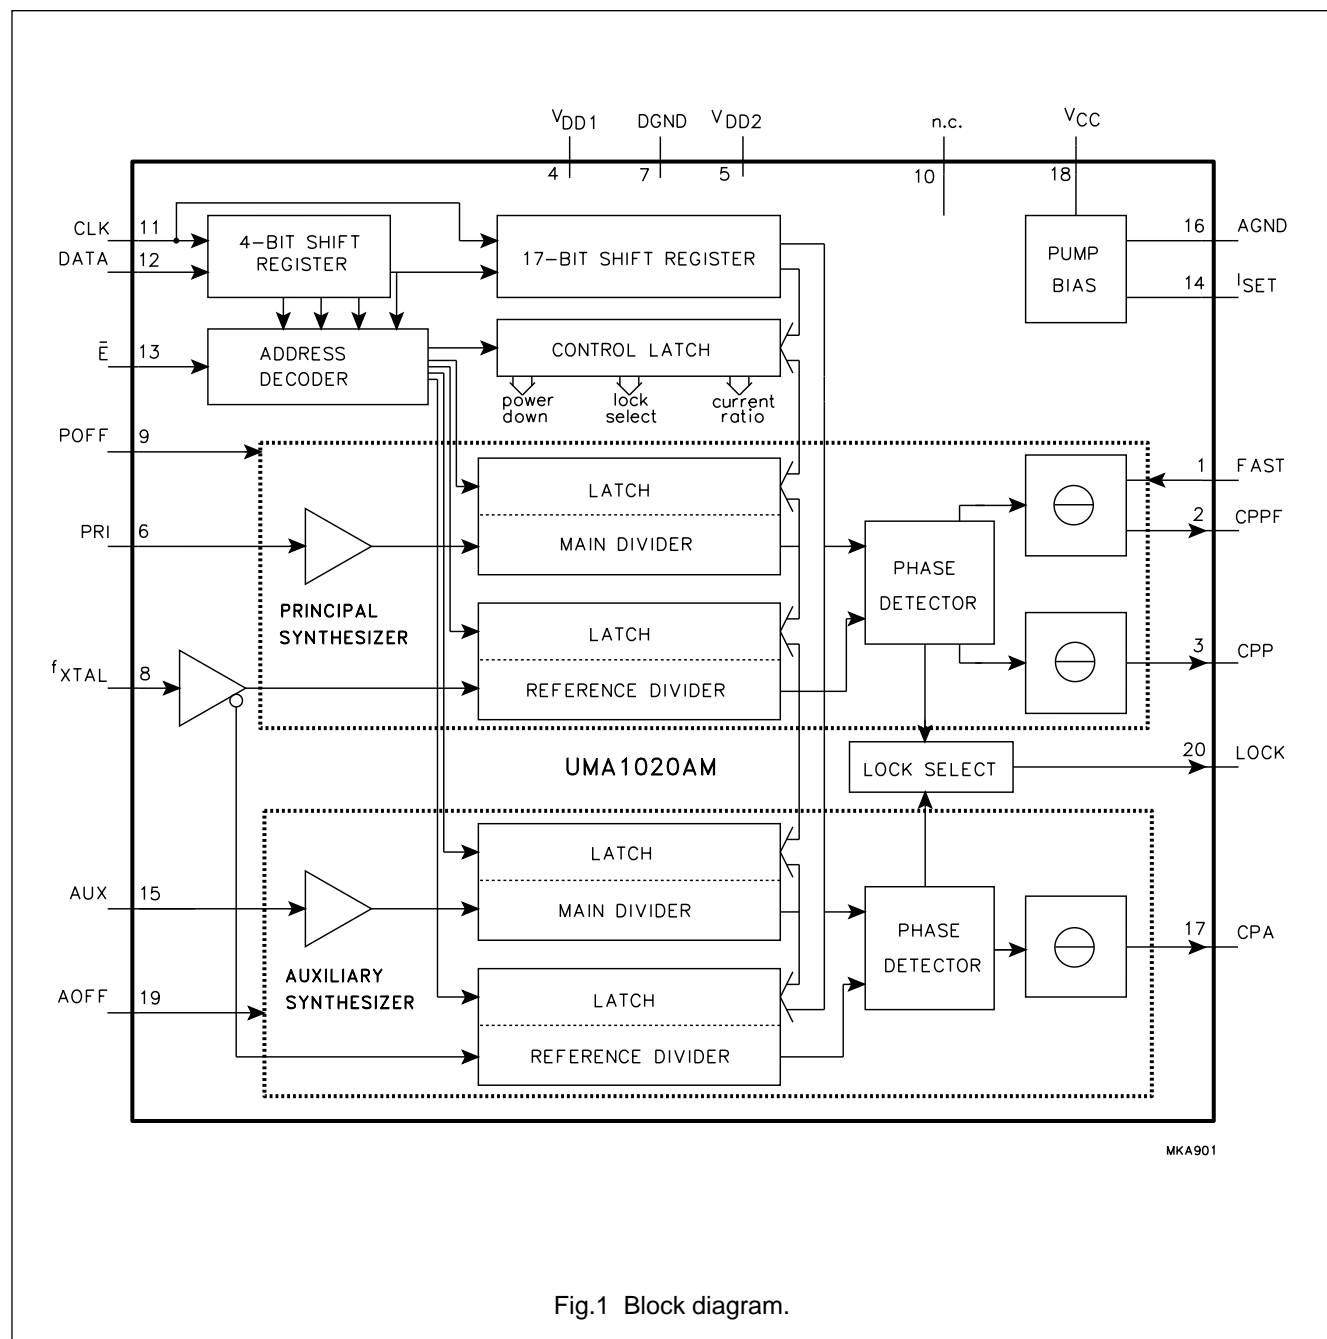 VDD1 DGND VDD2 n.c. VCC
4 7 5 10 18
CLK 11
DATA 12
4-BIT SHIFT
REGISTER
17-BIT SHIFT REGISTER
PUMP
BIAS
16 AGND
14 ISET
Ē 13
ADDRESS
DECODER
CONTROL LATCH
power
down
lock
select
current
ratio
POFF 9
PRI 6
PRINCIPAL
SYNTHESIZER
LATCH
MAIN DIVIDER
LATCH
REFERENCE DIVIDER
PHASE
DETECTOR
1 FAST
2 CPPF
3 CPP
fXTAL 8
UMA1020AM
LOCK SELECT
20 LOCK
AUX 15
AUXILIARY
SYNTHESIZER
AOFF 19
LATCH
MAIN DIVIDER
LATCH
REFERENCE DIVIDER
PHASE
DETECTOR
17 CPA
MKA901
Fig.1 Block diagram.